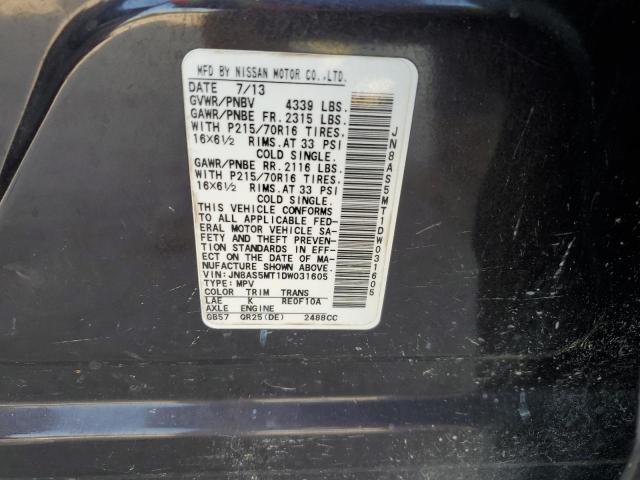 MFD BY NISSAN MOTOR CO.,LTD.
DATE 7/13
GVWR/PNBV 4339 LBS.
GAWR/PNBE FR. 2315 LBS.
WITH P215/70R16 TIRES.
16X6½ RIMS. AT 33 PSI
COLD SINGLE.
GAWR/PNBE RR. 2116 LBS.
WITH P215/70R16 TIRES.
16X6½ RIMS. AT 33 PSI
COLD SINGLE.
THIS VEHICLE CONFORMS
TO ALL APPLICABLE FED-
ERAL MOTOR VEHICLE SA-
FETY AND THEFT PREVEN-
TION STANDARDS IN EFF-
ECT ON THE DATE OF MA-
NUFACTURE SHOWN ABOVE.
VIN: JN8AS5MT1DW031605
TYPE: MPV
COLOR TRIM TRANS
LAE K RE0F10A
AXLE ENGINE
GB57 QR25(DE) 2488CC
JN8AS5MT1DW031605